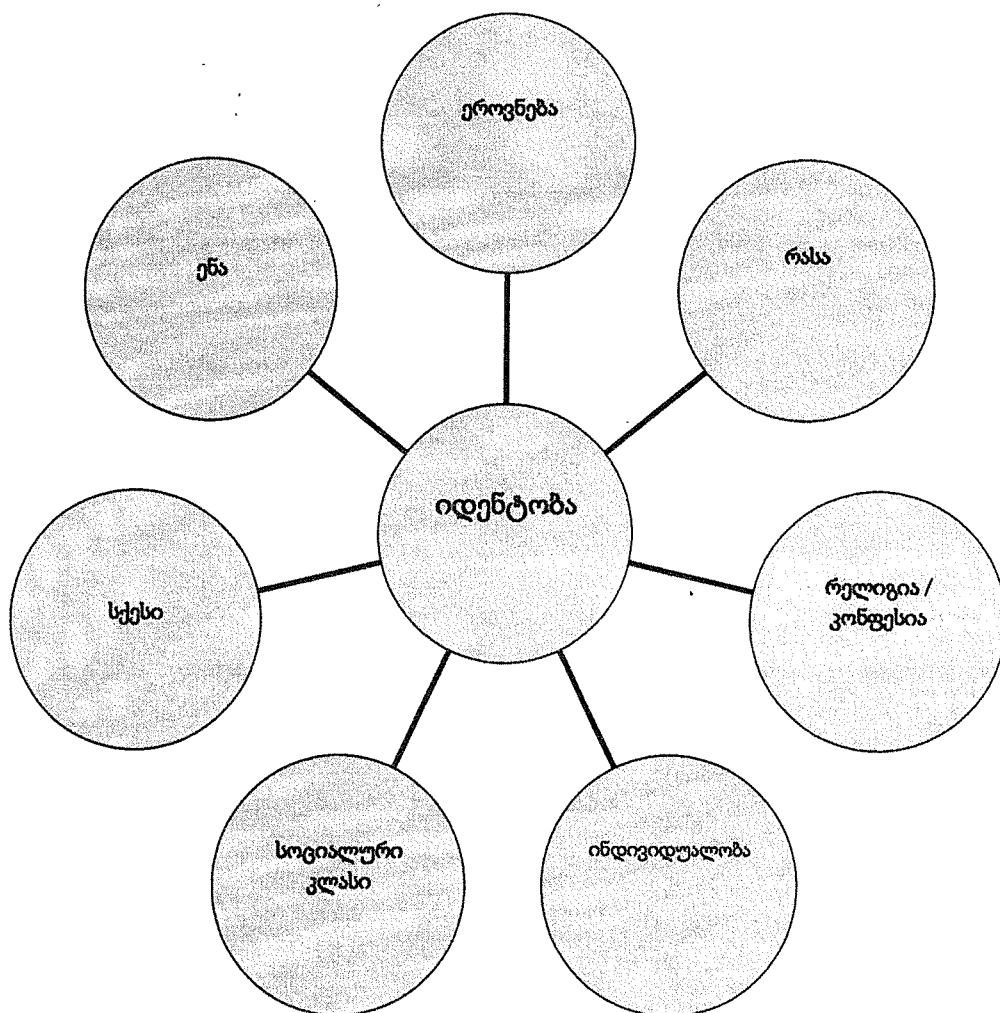 ეროვნება
ენა
რასა
იდენტობა
სქესი
რელიგია /
კონფესია
სოციალური
კლასი
ინდივიდუალობა